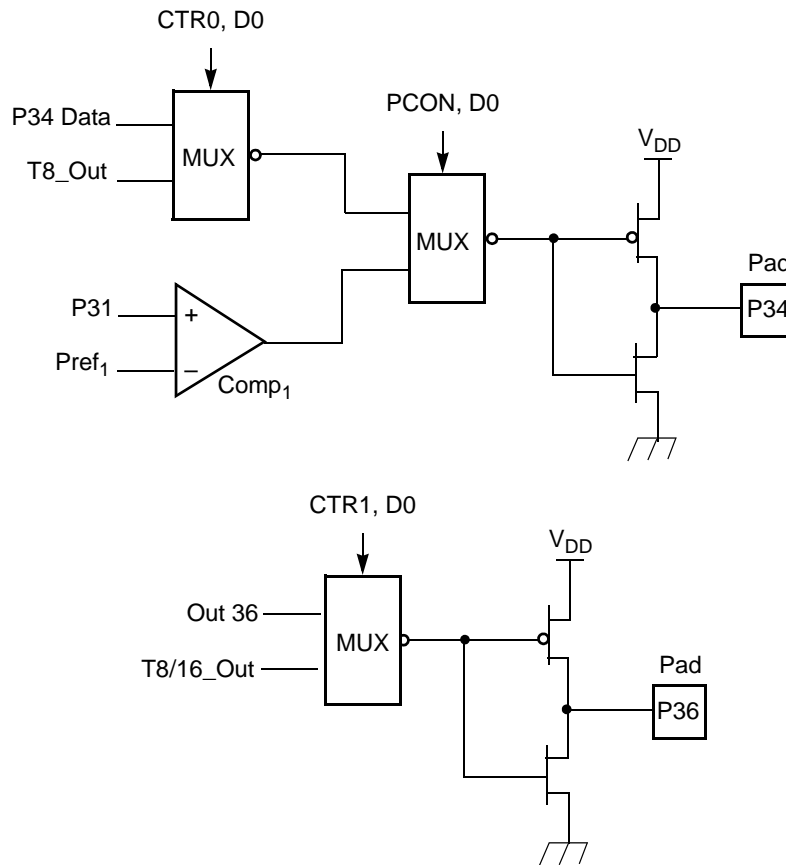 CTR0, D0
P34 Data
T8_Out
MUX
PCON, D0
MUX
VDD
Pad
P34
P31
+
Pref1
–
Comp1
CTR1, D0
Out 36
T8/16_Out
MUX
VDD
Pad
P36